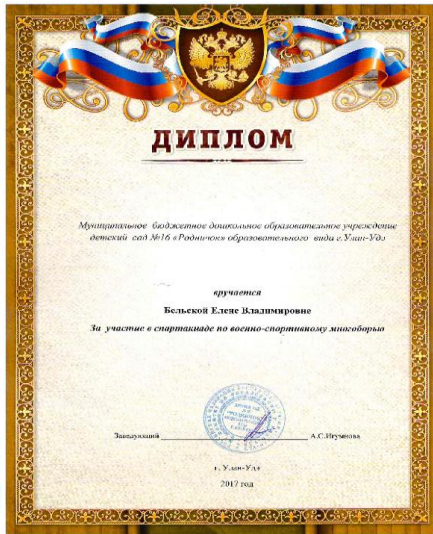 ДИПЛОМ
Муниципальное бюджетное дошкольное образовательное учреждение
детский сад №16 «Родничок» образовательного вида г.Улан-Удэ
вручается
Бельской Елене Владимировне
За участие в спартакиаде по военно-спортивному многоборью
Заведующий А.С.Игумнова
г. Улан-Удэ
2017 год